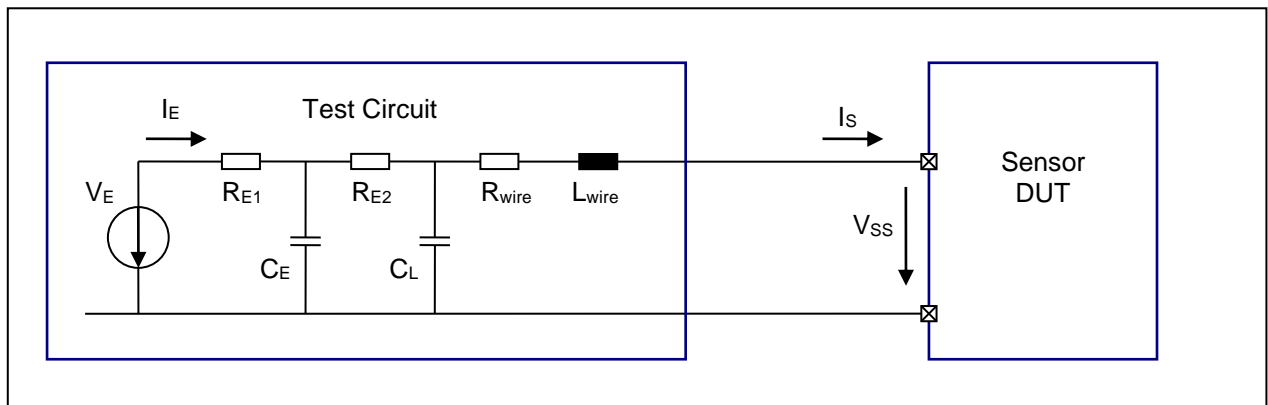 Test Circuit
IE
IS
Sensor
DUT
VE
RE1
RE2
Rwire
Lwire
VSS
CE
CL